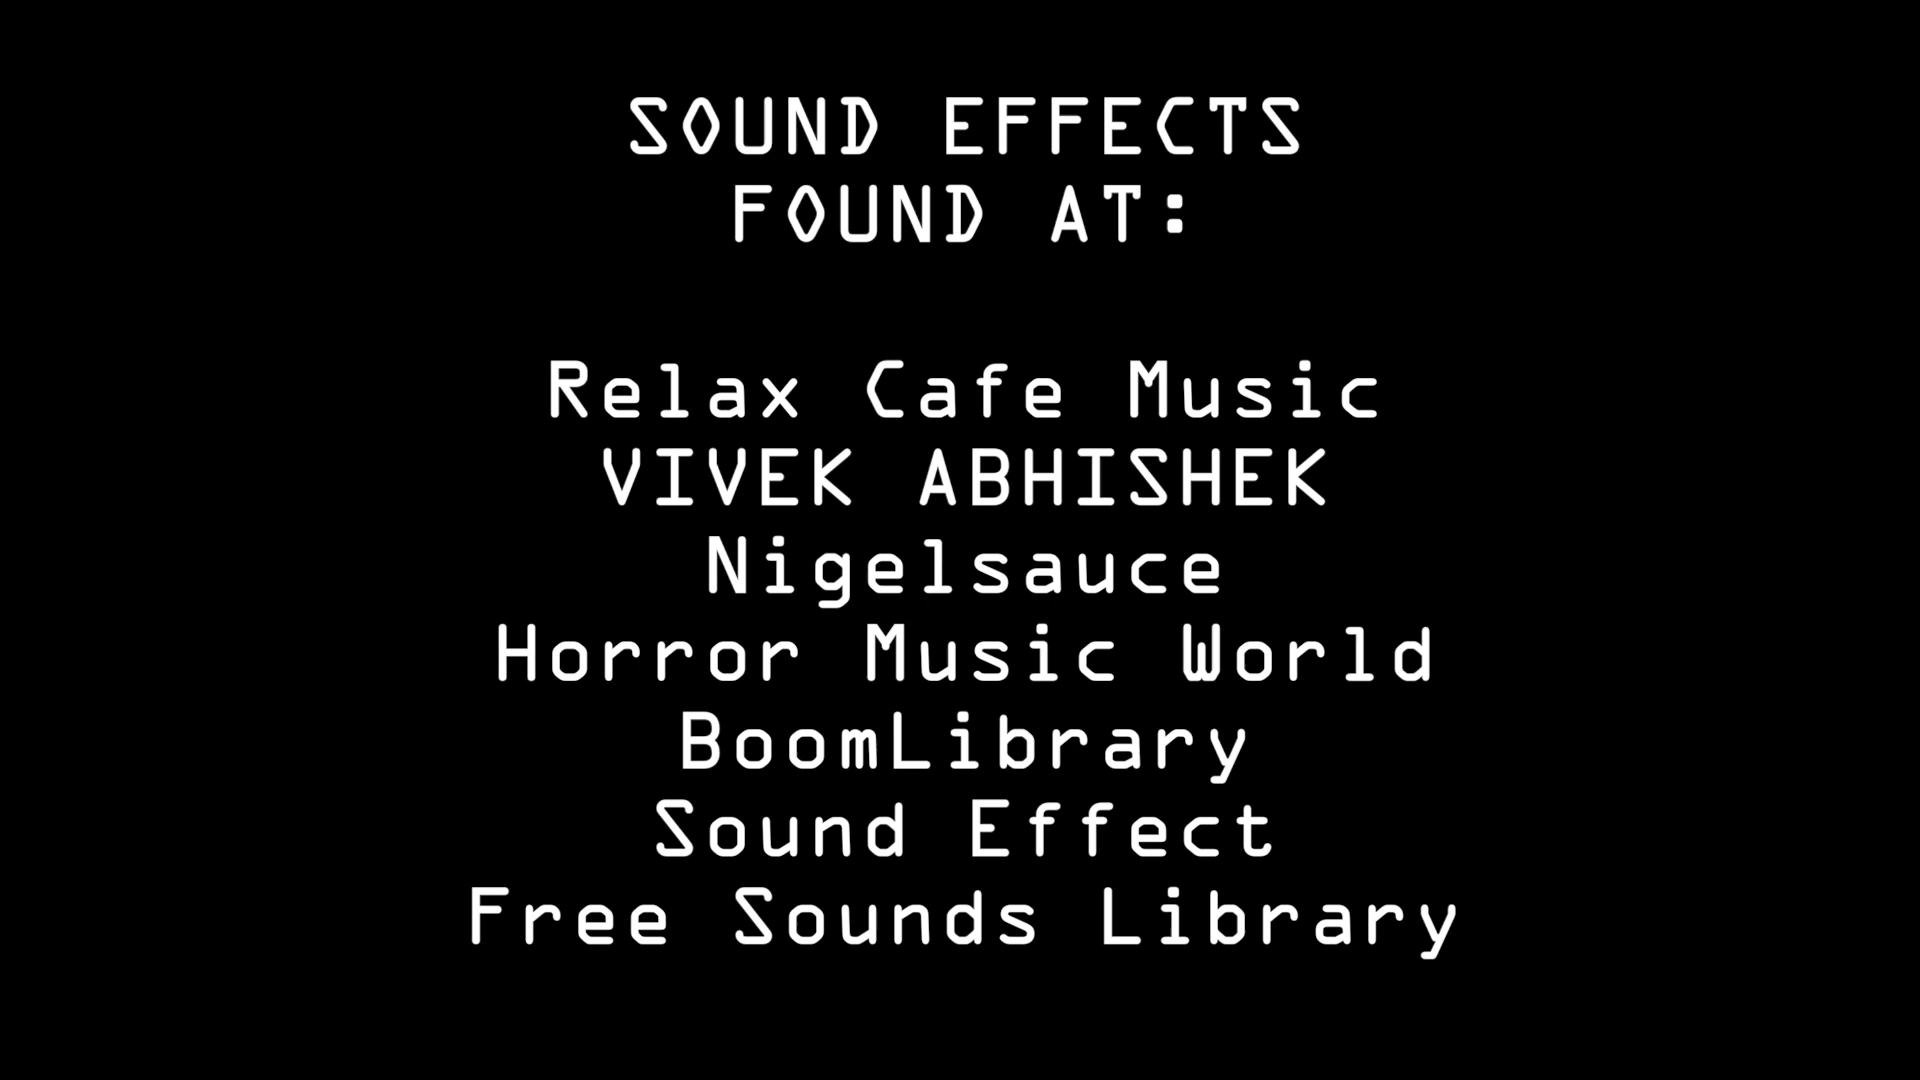 SOUND EFFECTS
FOUND AT:
Relax Cafe Music
VIVEK ABHISHEK
Nigelsauce
Horror Music World
BoomLibrary
Sound Effect
Free Sounds Library